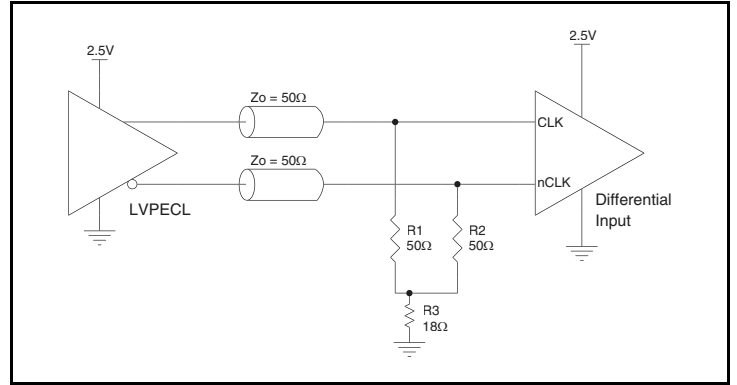 2.5V
2.5V
Zo = 50Ω
CLK
Zo = 50Ω
nCLK
LVPECL
Differential
Input
R1
50Ω
R2
50Ω
R3
18Ω